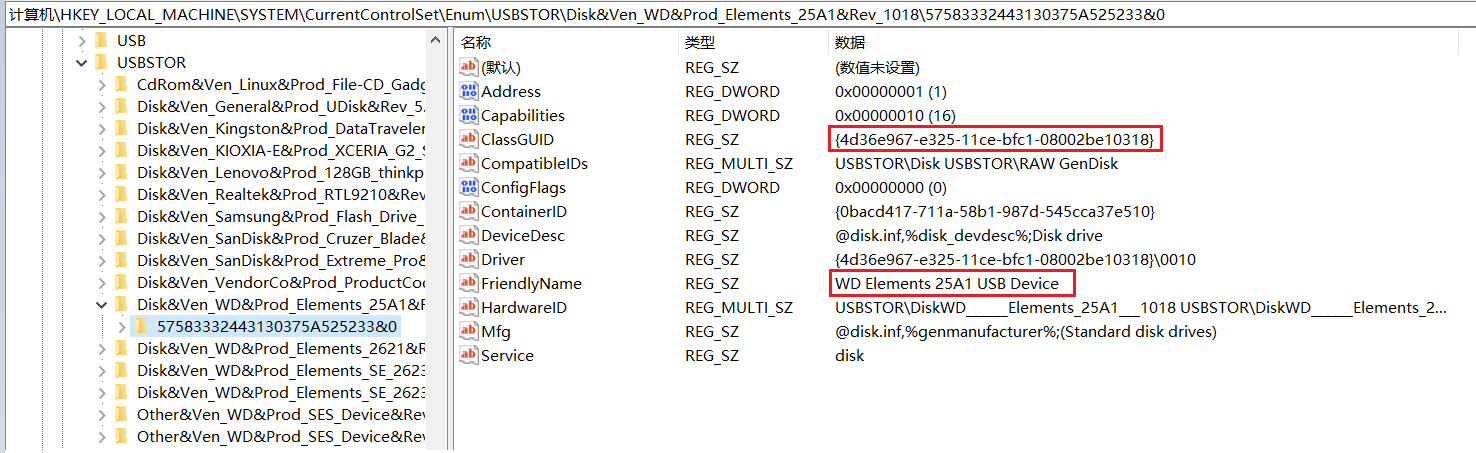 计算机\HKEY_LOCAL_MACHINE\SYSTEM\CurrentControlSet\Enum\USBSTOR\Disk&Ven_WD&Prod_Elements_25A1&Rev_1018\57583332443130375A525233&0
USB
USBSTOR
CdRom&Ven_Linux&Prod_File-CD_Gadg
Disk&Ven_General&Prod_UDisk&Rev_5.
Disk&Ven_Kingston&Prod_DataTraveler
Disk&Ven_KIOXIA-E&Prod_XCERIA_G2_S
Disk&Ven_Lenovo&Prod_128GB_thinkp
Disk&Ven_Realtek&Prod_RTL9210&Rev
Disk&Ven_Samsung&Prod_Flash_Drive_
Disk&Ven_SanDisk&Prod_Cruzer_Blade&
Disk&Ven_SanDisk&Prod_Extreme_Pro&
Disk&Ven_VendorCo&Prod_ProductCod
Disk&Ven_WD&Prod_Elements_25A1&R
57583332443130375A525233&0
Disk&Ven_WD&Prod_Elements_2621&R
Disk&Ven_WD&Prod_Elements_SE_2623
Disk&Ven_WD&Prod_Elements_SE_2623
Other&Ven_WD&Prod_SES_Device&Rev
Other&Ven_WD&Prod_SES_Device&Rev
名称 类型 数据
(默认) REG_SZ (数值未设置)
Address REG_DWORD 0x00000001 (1)
Capabilities REG_DWORD 0x00000010 (16)
ClassGUID REG_SZ {4d36e967-e325-11ce-bfc1-08002be10318}
CompatibleIDs REG_MULTI_SZ USBSTOR\Disk USBSTOR\RAW GenDisk
ConfigFlags REG_DWORD 0x00000000 (0)
ContainerID REG_SZ {0bacd417-711a-58b1-987d-545cca37e510}
DeviceDesc REG_SZ @disk.inf,%disk_devdesc%;Disk drive
Driver REG_SZ {4d36e967-e325-11ce-bfc1-08002be10318}\0010
FriendlyName REG_SZ WD Elements 25A1 USB Device
HardwareID REG_MULTI_SZ USBSTOR\DiskWD______Elements_25A1___1018 USBSTOR\DiskWD______Elements_2...
Mfg REG_SZ @disk.inf,%genmanufacturer%;(Standard disk drives)
Service REG_SZ disk